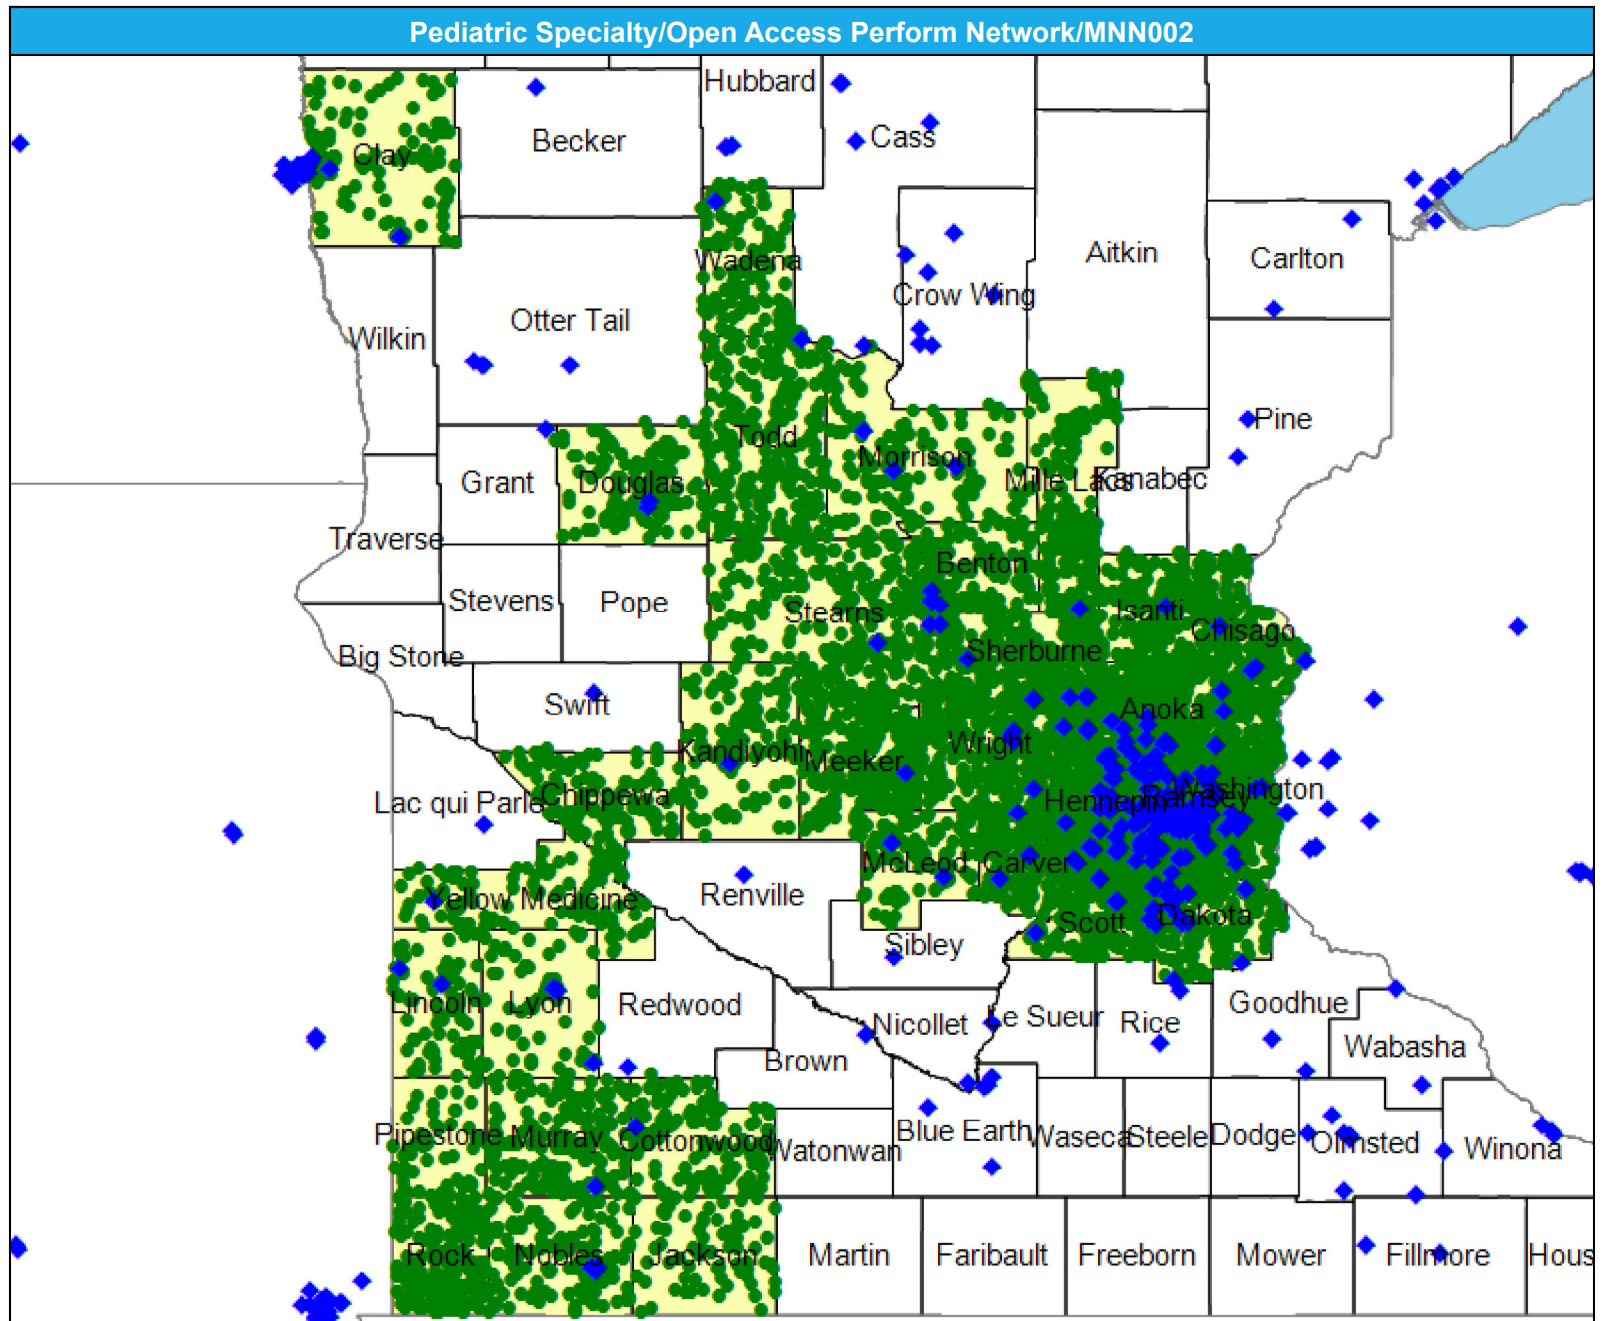 Pediatric Specialty/Open Access Perform Network/MNN002
Hubbard
Cass
Becker
Clay
Wadena
Aitkin
Carlton
Crow Wing
Otter Tail
Wilkin
Pine
Todd
Morrison
Mille Lacs
Kanabec
Grant
Douglas
Traverse
Benton
Stevens
Pope
Stearns
Isanti
Chisago
Big Stone
Sherburne
Swift
Anoka
Kandiyohi
Meeker
Wright
Lac qui Parle
Chippewa
Hennepin
Ramsey
Washington
McLeod
Carver
Yellow Medicine
Renville
Scott
Dakota
Sibley
Lincoln
Lyon
Redwood
Nicollet
Le Sueur
Rice
Goodhue
Brown
Wabasha
Pipestone
Murray
Cottonwood
Watonwan
Blue Earth
Waseca
Steele
Dodge
Olmsted
Winona
Rock
Nobles
Jackson
Martin
Faribault
Freeborn
Mower
Fillmore
Hous